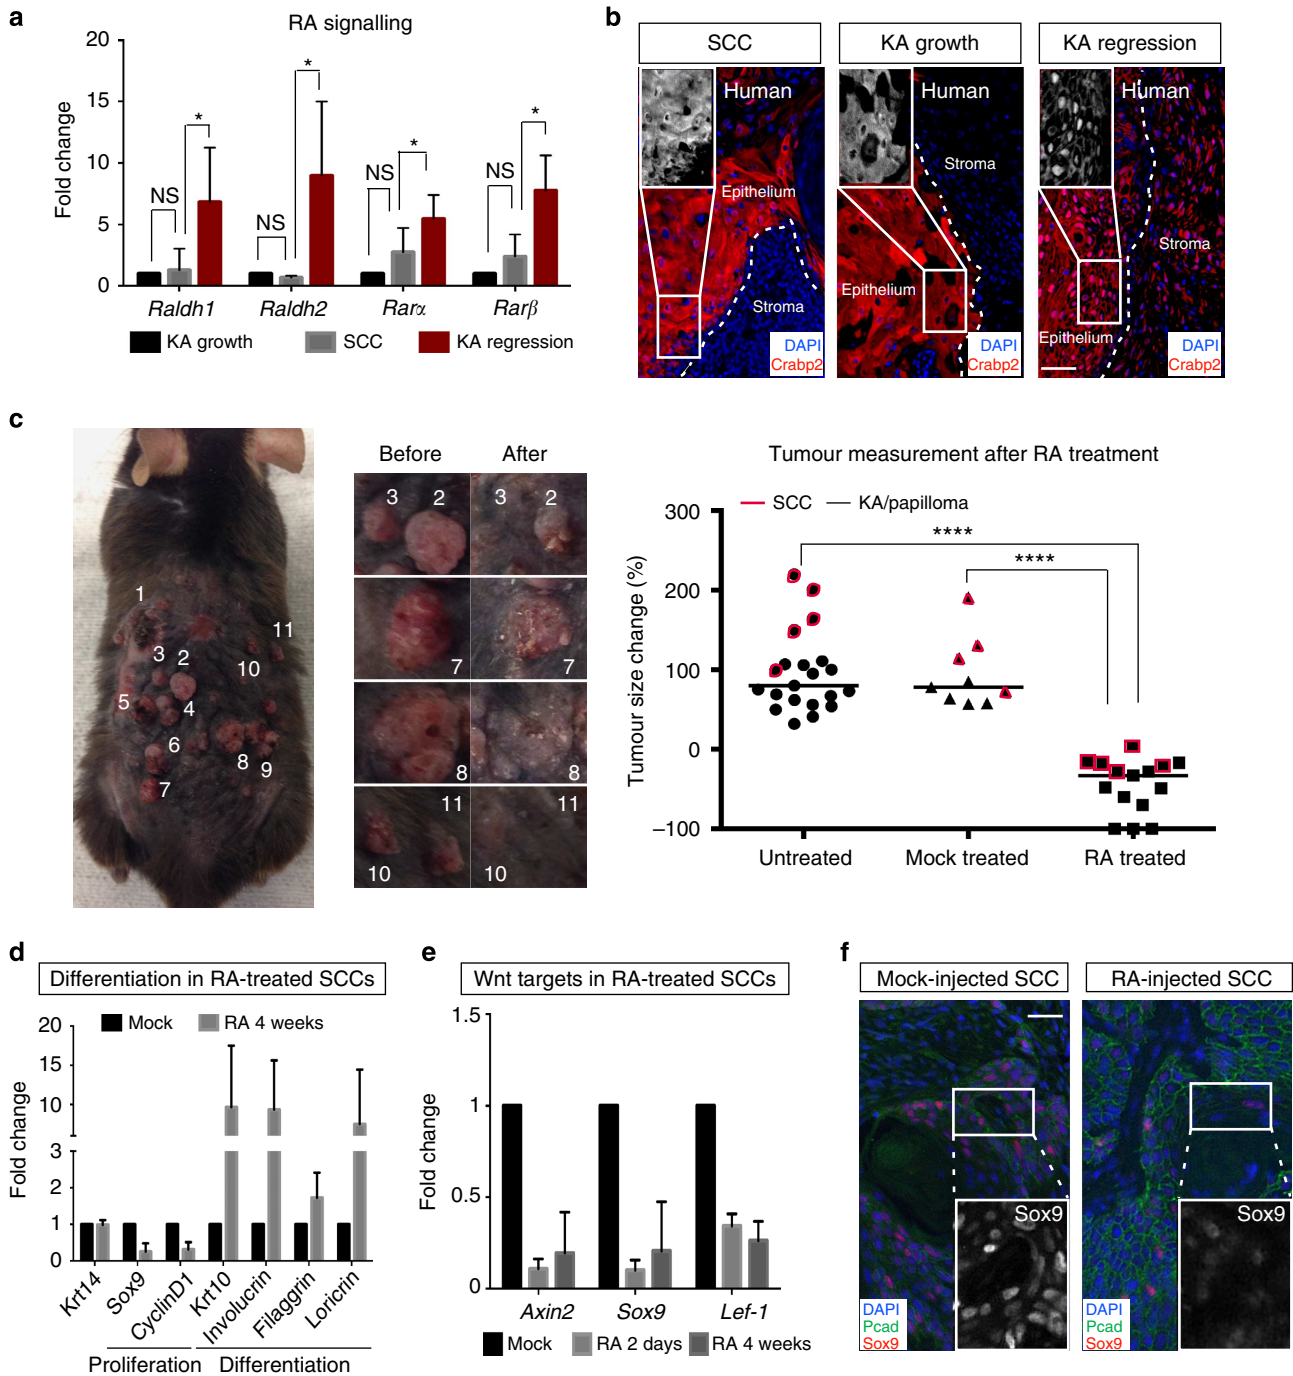 a
RA signalling
Fold change
20
15
10
5
0
NS
*
NS
*
NS
*
NS
*
Raldh1
Raldh2
Rarα
Rarβ
KA growth
SCC
KA regression
b
SCC
KA growth
KA regression
Human
Epithelium
Stroma
DAPI
Crabp2
Human
Stroma
Epithelium
DAPI
Crabp2
Human
Stroma
Epithelium
DAPI
Crabp2
c
1
2
3
4
5
6
7
8
9
10
11
Before
After
3 2
3 2
7
7
8
8
11
10
11
10
Tumour measurement after RA treatment
SCC
KA/papilloma
Tumour size change (%)
300
200
100
0
–100
****
****
Untreated
Mock treated
RA treated
d
Differentiation in RA-treated SCCs
Mock
RA 4 weeks
Fold change
20
15
10
3
2
1
0
Krt14
Sox9
CyclinD1
Krt10
Involucrin
Filaggrin
Loricrin
Proliferation
Differentiation
e
Wnt targets in RA-treated SCCs
Fold change
1.5
1
0.5
0
Axin2
Sox9
Lef-1
Mock
RA 2 days
RA 4 weeks
f
Mock-injected SCC
RA-injected SCC
Sox9
DAPI
Pcad
Sox9
Sox9
DAPI
Pcad
Sox9